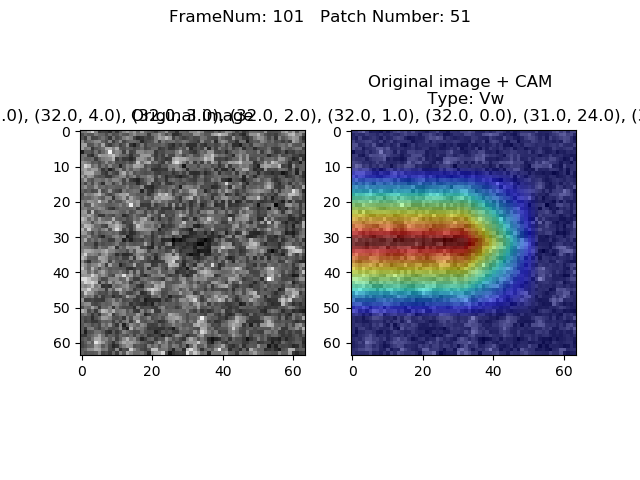 FrameNum: 101   Patch Number: 51
Original image + CAM
Type: Vw
.0), (32.0, 4.0), (32.0, 3.0), (32.0, 2.0), (32.0, 1.0), (32.0, 0.0), (31.0, 24.0), (3
Original image
0
10
20
30
40
50
60
0 20 40 60
0
10
20
30
40
50
60
0 20 40 60